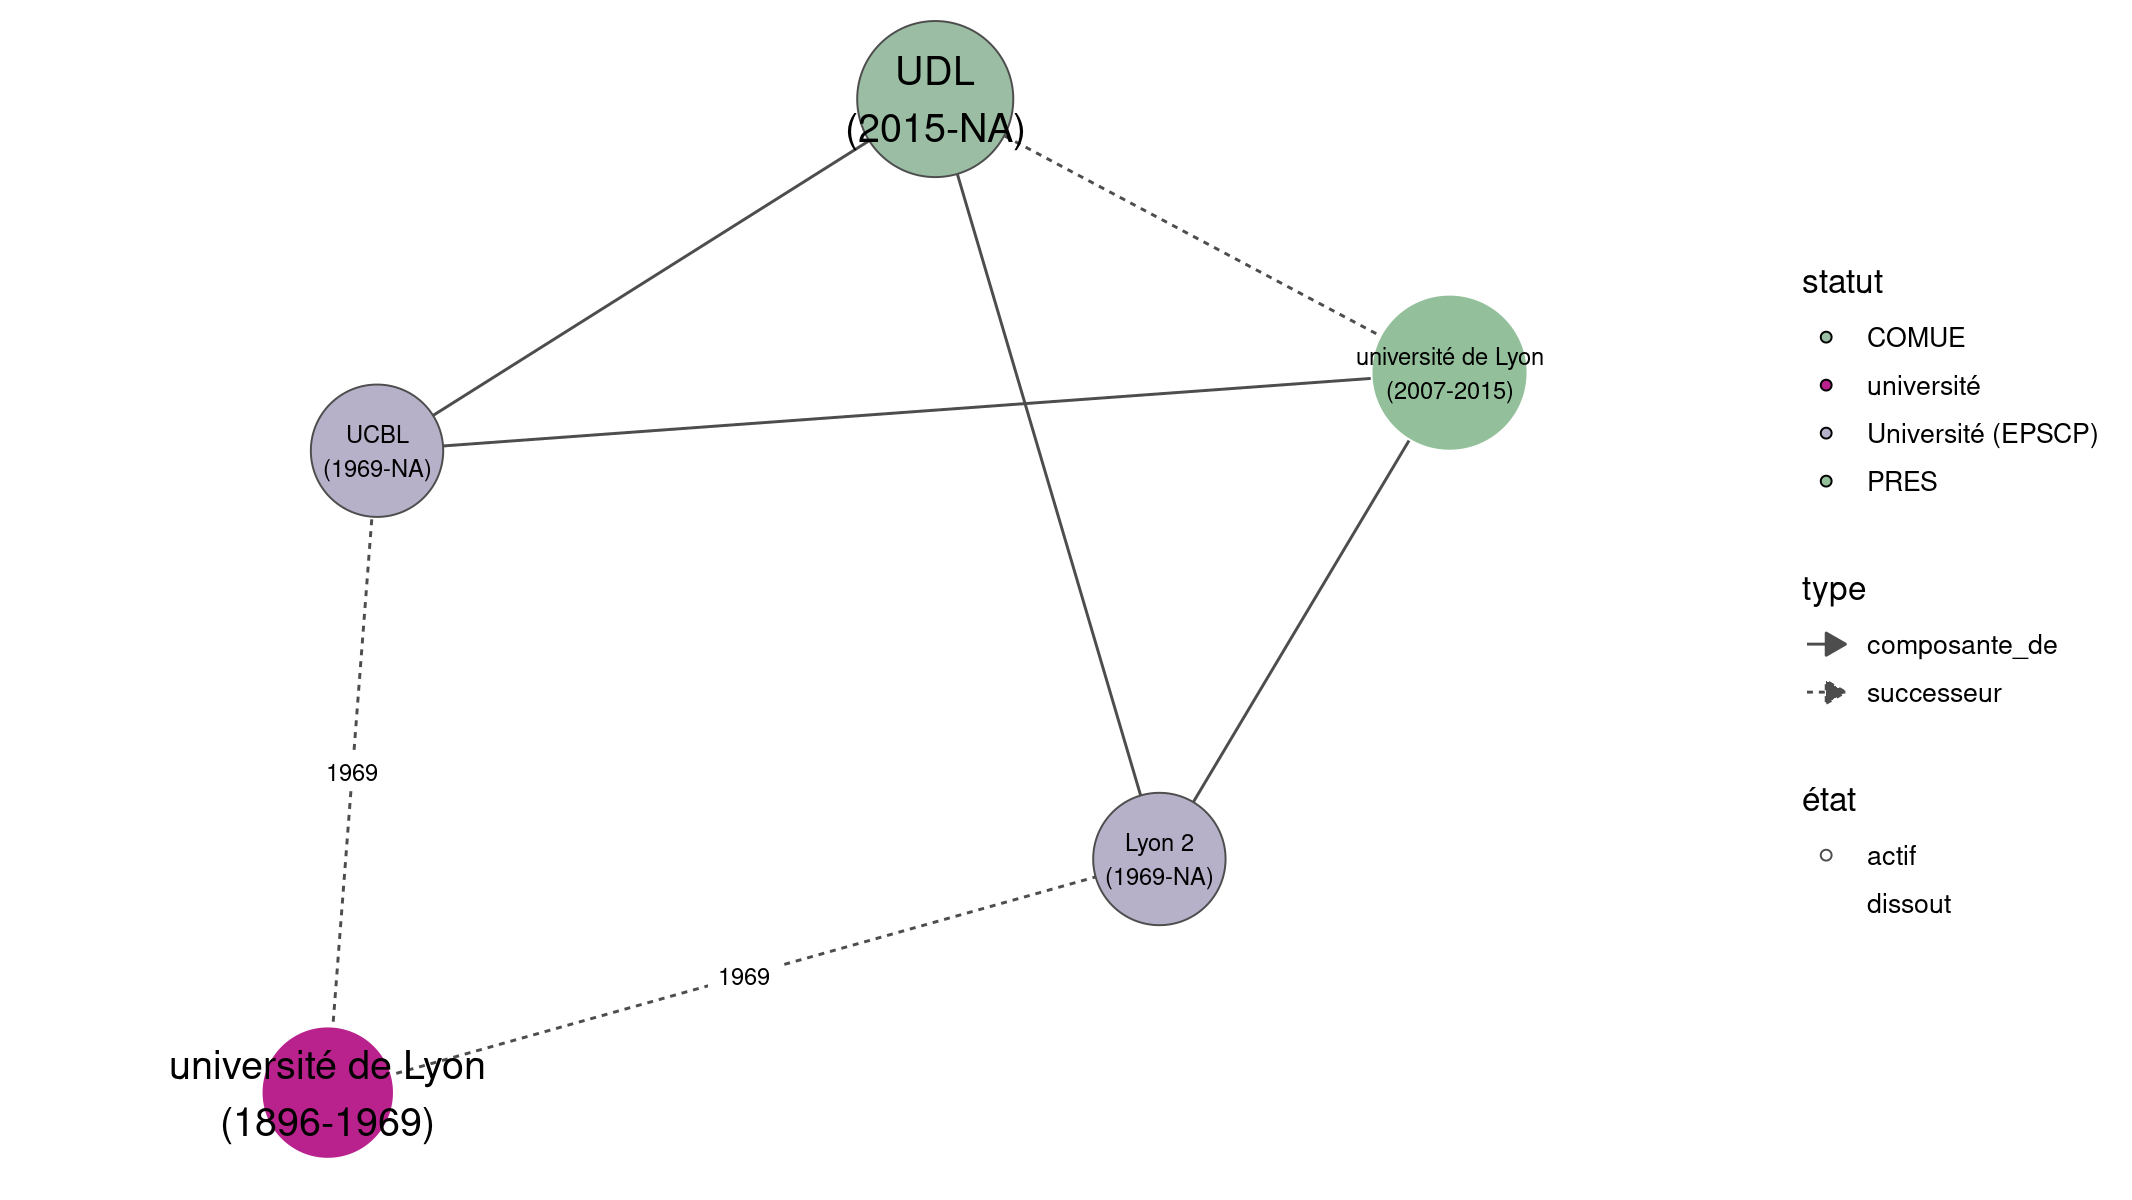 UDL
(2015-NA)
université de Lyon
(2007-2015)
UCBL
(1969-NA)
1969
Lyon 2
(1969-NA)
1969
université de Lyon
(1896-1969)
statut
COMUE
université
Université (EPSCP)
PRES
type
composante_de
successeur
état
actif
dissout